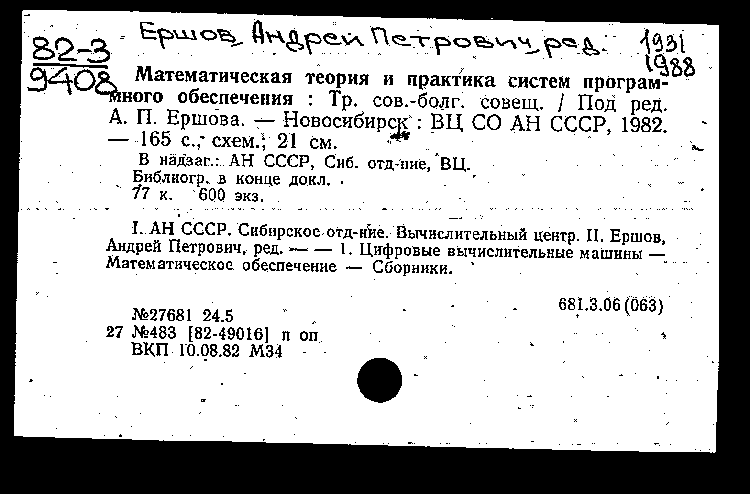 Ершов, Андрей Петрович, ред.
1931
1988
82-3
9408
Математическая теория и практика систем програм-
много обеспечения : Тр. сов.-болг. совещ. / Под ред.
А. П. Ершова. — Новосибирск : ВЦ СО АН СССР, 1982.
— 165 с., схем.; 21 см.
В надзаг.: АН СССР, Сиб. отд-ние, ВЦ.
Библиогр. в конце докл.
77 к. 600 экз.
I. АН СССР. Сибирское отд-ние. Вычислительный центр. II. Ершов,
Андрей Петрович, ред. — — 1. Цифровые вычислительные машины —
Математическое обеспечение — Сборники.
681.3.06(063)
№27681 24.5
27 №483 [82-49016] п оп
ВКП 10.08.82 М34